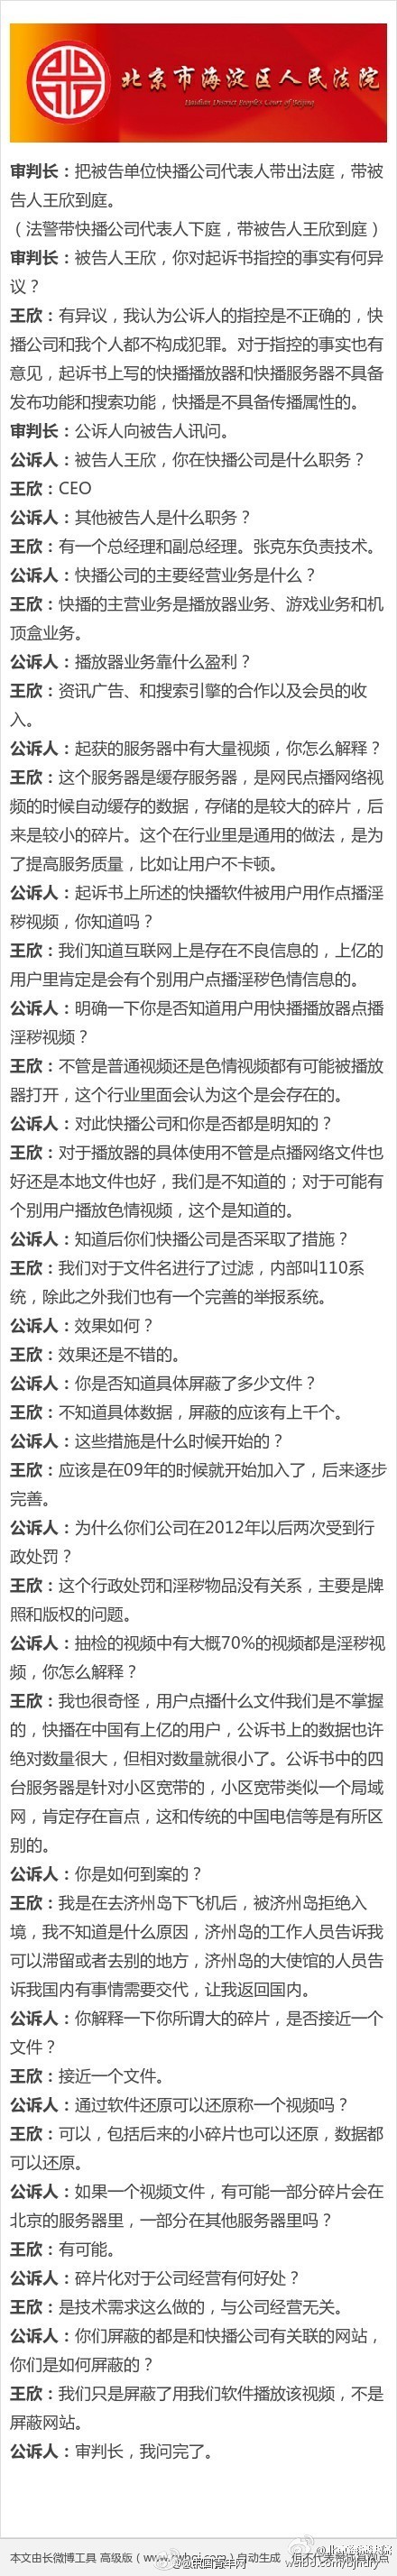 北京市海淀区人民法院
Haidian District People's Court of Beijing
审判长：把被告单位快播公司代表人带出法庭，带被
告人王欣到庭。
（法警带快播公司代表人下庭，带被告人王欣到庭）
审判长：被告人王欣，你对起诉书指控的事实有何异
议？
王欣：有异议，我认为公诉人的指控是不正确的，快
播公司和我个人都不构成犯罪。对于指控的事实也有
意见，起诉书上写的快播播放器和快播服务器不具备
发布功能和搜索功能，快播是不具备传播属性的。
审判长：公诉人向被告人讯问。
公诉人：被告人王欣，你在快播公司是什么职务？
王欣：CEO
公诉人：其他被告人是什么职务？
王欣：有一个总经理和副总经理。张克东负责技术。
公诉人：快播公司的主要经营业务是什么？
王欣：快播的主营业务是播放器业务、游戏业务和机
顶盒业务。
公诉人：播放器业务靠什么盈利？
王欣：资讯广告、和搜索引擎的合作以及会员的收
入。
公诉人：起获的服务器中有大量视频，你怎么解释？
王欣：这个服务器是缓存服务器，是网民点播网络视
频的时候自动缓存的数据，存储的是较大的碎片，后
来是较小的碎片。这个在行业里是通用的做法，是为
了提高服务质量，比如让用户不卡顿。
公诉人：起诉书上所述的快播软件被用户用作点播淫
秽视频，你知道吗？
王欣：我们知道互联网上是存在不良信息的，上亿的
用户里肯定是会有个别用户点播淫秽色情信息的。
公诉人：明确一下你是否知道用户用快播播放器点播
淫秽视频？
王欣：不管是普通视频还是色情视频都有可能被播放
器打开，这个行业里面会认为这个是会存在的。
公诉人：对此快播公司和你是否都是明知的？
王欣：对于播放器的具体使用不管是点播网络文件也
好还是本地文件也好，我们是不知道的；对于可能有
个别用户播放色情视频，这个是知道的。
公诉人：知道后你们快播公司是否采取了措施？
王欣：我们对于文件名进行了过滤，内部叫110系
统，除此之外我们也有一个完善的举报系统。
公诉人：效果如何？
王欣：效果还是不错的。
公诉人：你是否知道具体屏蔽了多少文件？
王欣：不知道具体数据，屏蔽的应该有上千个。
公诉人：这些措施是什么时候开始的？
王欣：应该是在09年的时候就开始加入了，后来逐步
完善。
公诉人：为什么你们公司在2012年以后两次受到行
政处罚？
王欣：这个行政处罚和淫秽物品没有关系，主要是牌
照和版权的问题。
公诉人：抽检的视频中有大概70%的视频都是淫秽视
频，你怎么解释？
王欣：我也很奇怪，用户点播什么文件我们是不掌握
的，快播在中国有上亿的用户，公诉书上的数据也许
绝对数量很大，但相对数量就很小了。公诉书中的四
台服务器是针对小区宽带的，小区宽带类似一个局域
网，肯定存在盲点，这和传统的中国电信等是有所区
别的。
公诉人：你是如何到案的？
王欣：我是在去济州岛下飞机后，被济州岛拒绝入
境，我不知道是什么原因，济州岛的工作人员告诉我
可以滞留或者去别的地方，济州岛的大使馆的人员告
诉我国内有事情需要交代，让我返回国内。
公诉人：你解释一下你所谓大的碎片，是否接近一个
文件？
王欣：接近一个文件。
公诉人：通过软件还原可以还原称一个视频吗？
王欣：可以，包括后来的小碎片也可以还原，数据都
可以还原。
公诉人：如果一个视频文件，有可能一部分碎片会在
北京的服务器里，一部分在其他服务器里吗？
王欣：有可能。
公诉人：碎片化对于公司经营有何好处？
王欣：是技术需求这么做的，与公司经营无关。
公诉人：你们屏蔽的都是和快播公司有关联的网站，
你们是如何屏蔽的？
王欣：我们只是屏蔽了用我们软件播放该视频，不是
屏蔽网站。
公诉人：审判长，我问完了。
本文由长微博工具 高级版（www.
自动生成，但不代表赞成其观点
weibo.com/bjhdfy